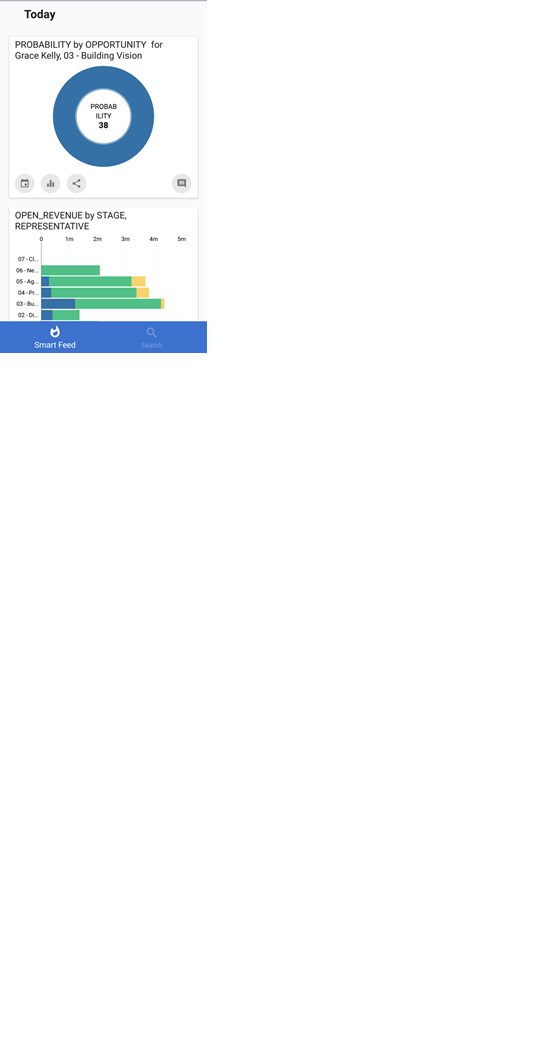 Today
PROBABILITY by OPPORTUNITY for
Grace Kelly, 03 - Building Vision
PROBAB
ILITY
38
OPEN_REVENUE by STAGE,
REPRESENTATIVE
0 1m 2m 3m 4m 5m
07 - Cl...
06 - Ne...
05 - Ag...
04 - Pr...
03 - Bu...
02 - Di...
Smart Feed Search